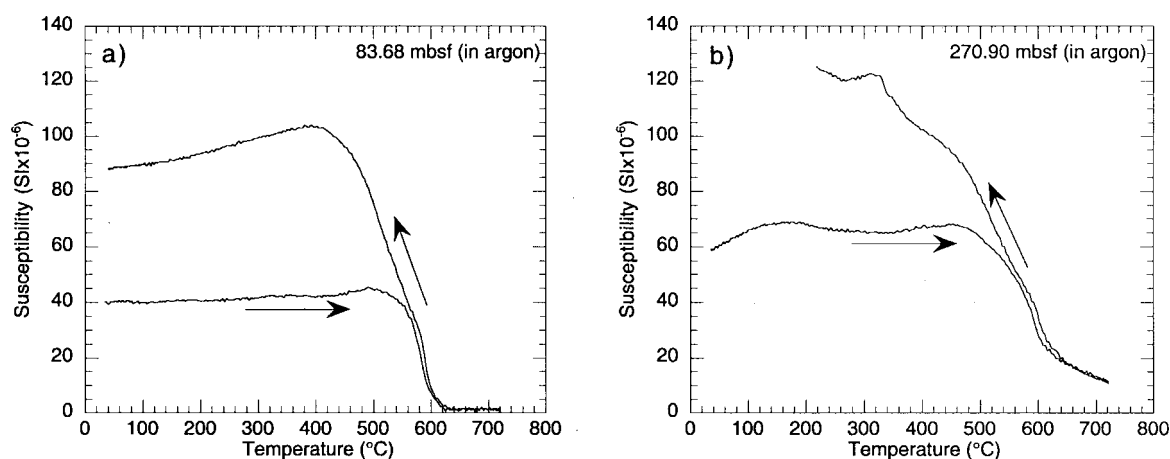 a)
83.68 mbsf (in argon)
Susceptibility (SIx10⁻⁶)
140
120
100
80
60
40
20
0
0 100 200 300 400 500 600 700 800
Temperature (°C)
b)
270.90 mbsf (in argon)
Susceptibility (SIx10⁻⁶)
140
120
100
80
60
40
20
0
0 100 200 300 400 500 600 700 800
Temperature (°C)